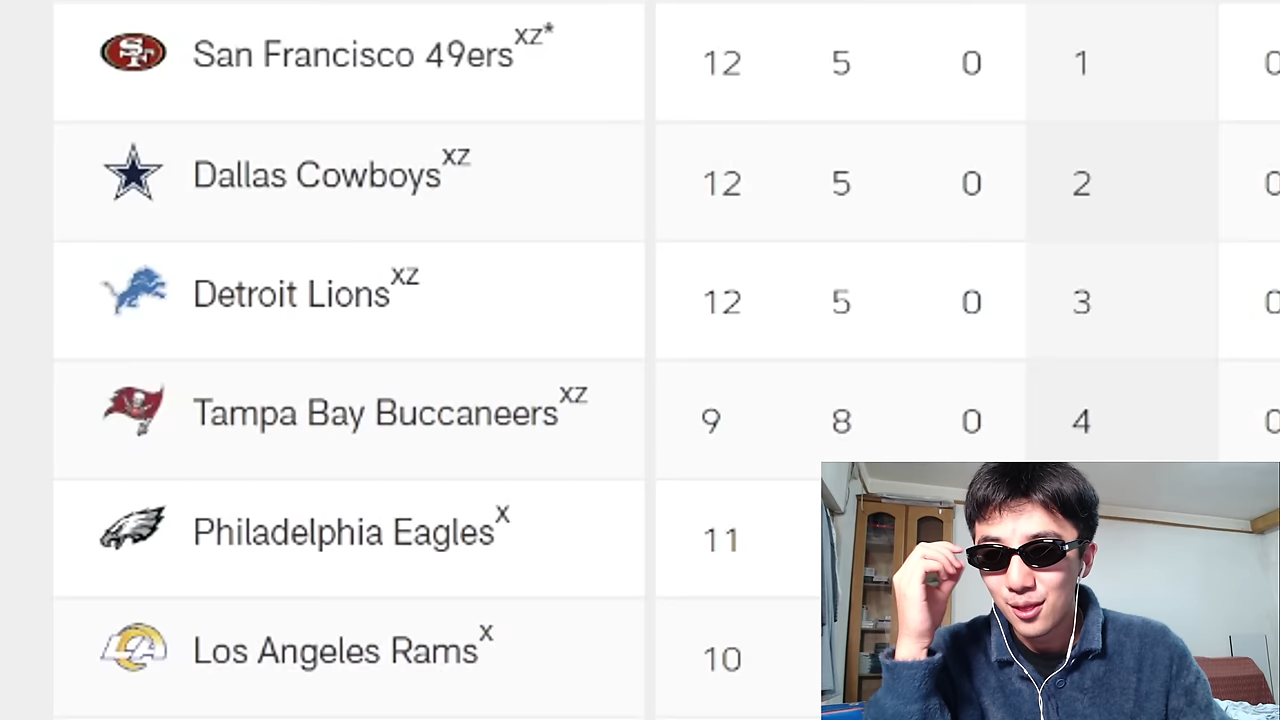 San Francisco 49ers xz* 12 5 0 1 0
Dallas Cowboys xz 12 5 0 2 0
Detroit Lions xz 12 5 0 3 0
Tampa Bay Buccaneers xz 9 8 0 4 0
Philadelphia Eagles x 11
Los Angeles Rams x 10